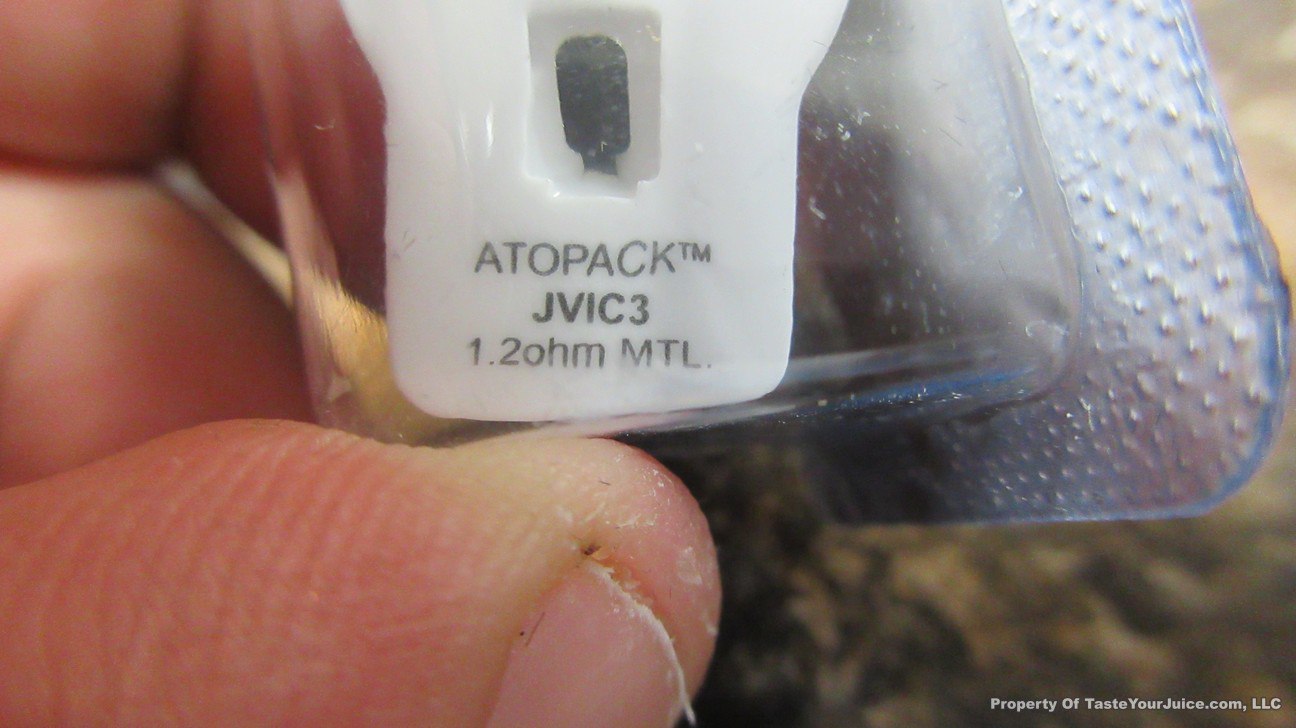 ATOPACK™
JVIC3
1.2ohm MTL.
Property Of TasteYourJuice.com, LLC